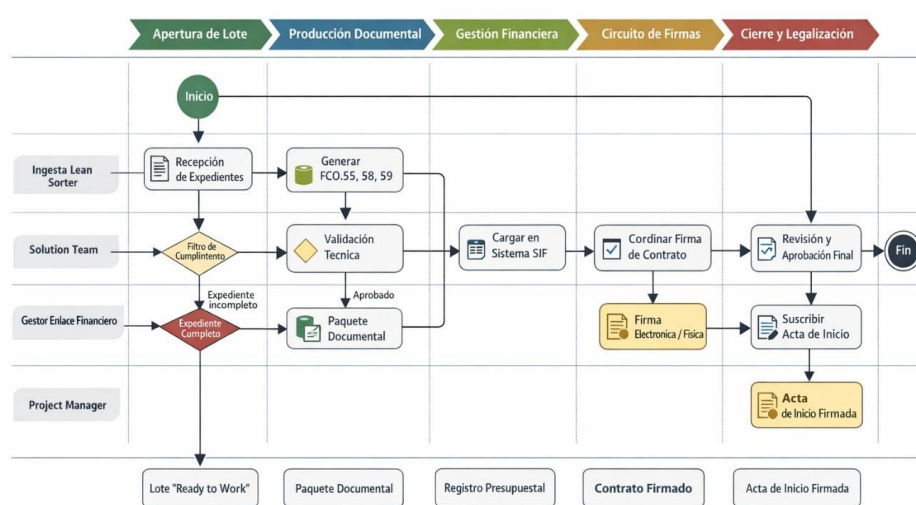 Apertura de Lote
Producción Documental
Gestión Financiera
Circuito de Firmas
Cierre y Legalización
Inicio
Ingesta Lean
Sorter
Recepción
de Expedientes
Generar
FCO.55, 58, 59
Solution Team
Filtro de
Cumplintento
Validación
Tecnica
Cargar en
Sistema SIF
Cordinar Firma
de Contrato
Revisión y
Aprobación Final
Fin
Expediente
incompleto
Aprobado
Gestor Enlace Financiero
Expediente
Cumpleto
Paquete
Documental
Firma
Electronica / Fisica
Suscribir
Acta de Inicio
Project Manager
Acta
de Inicio Firmada
Lote "Ready to Work"
Paquete Documental
Registro Presupuestal
Contrato Firmado
Acta de Inicio Firmada